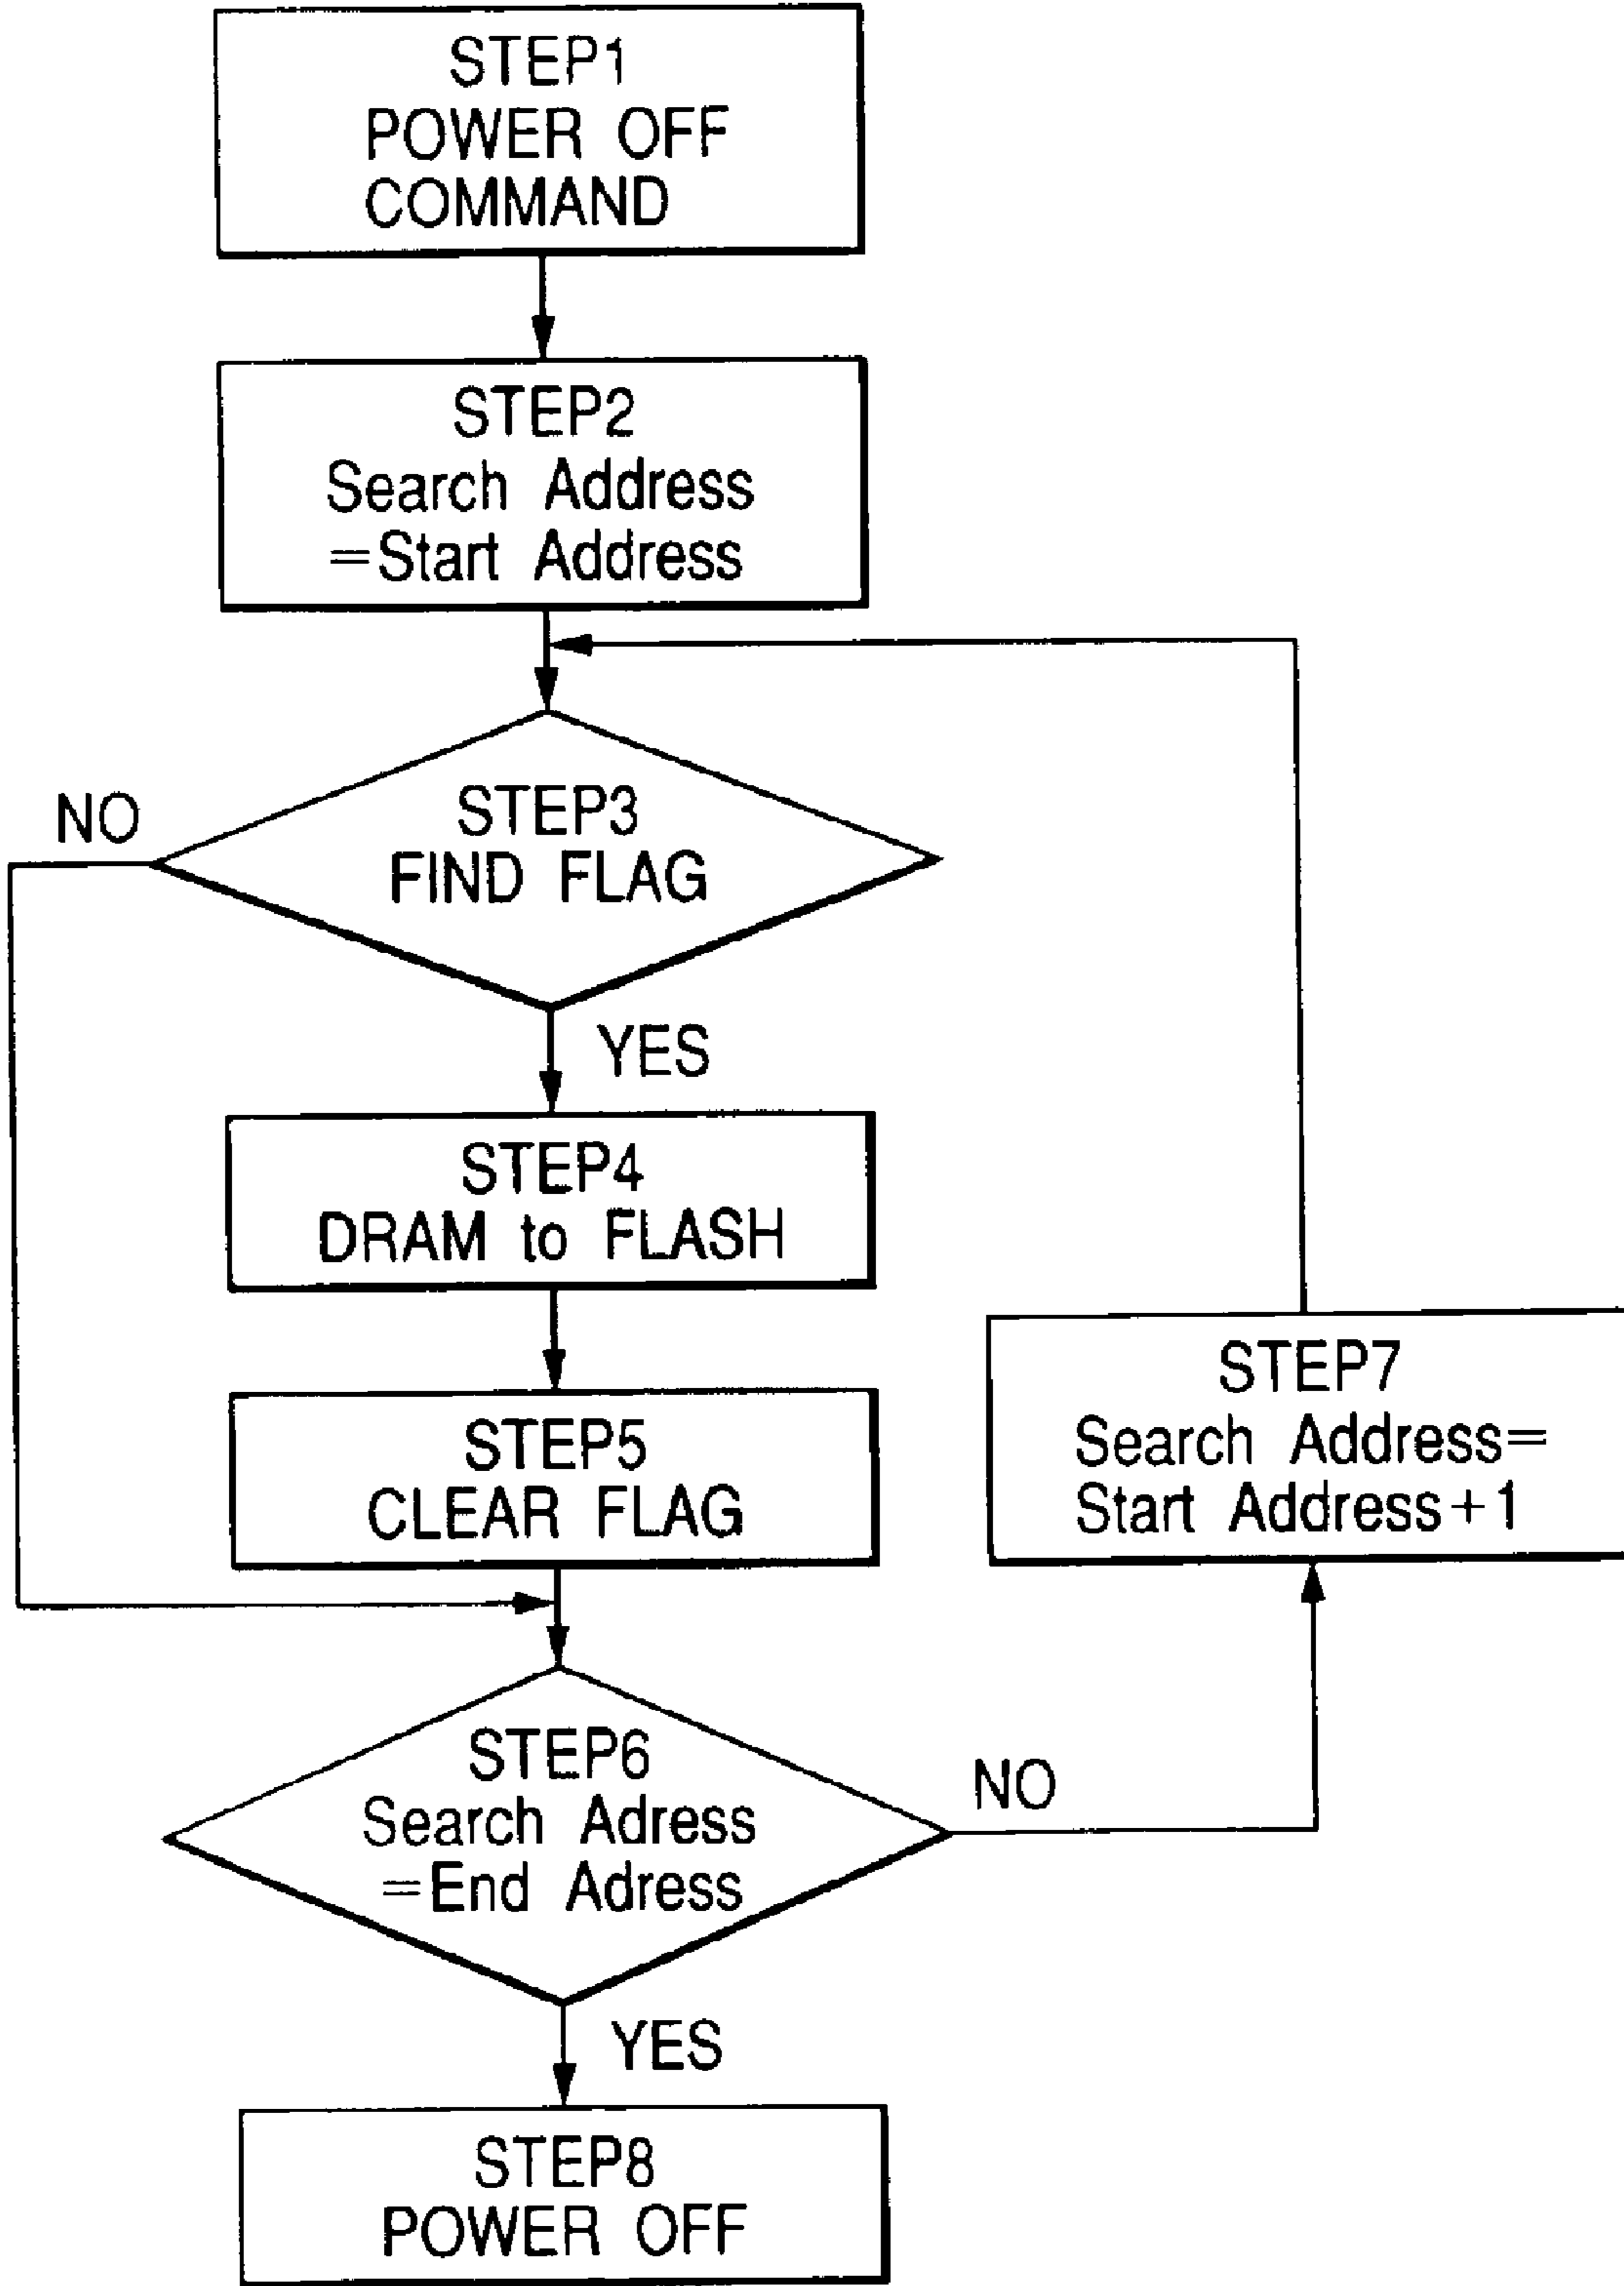 STEP1
POWER OFF
COMMAND
STEP2
Search Address
=Start Address
STEP3
FIND FLAG
NO
YES
STEP4
DRAM to FLASH
STEP5
CLEAR FLAG
STEP7
Search Address=
Start Address+1
STEP6
Search Adress
=End Adress
NO
YES
STEP8
POWER OFF